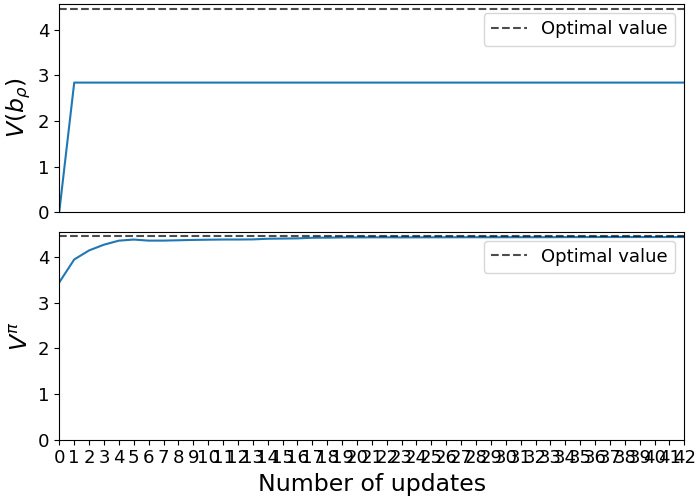 4
3
2
1
0
V(bρ)
Optimal value
4
3
2
1
0
Vπ
Optimal value
0 1 2 3 4 5 6 7 8 9 10 11 12 13 14 15 16 17 18 19 20 21 22 23 24 25 26 27 28 29 30 31 32 33 34 35 36 37 38 39 40 41 42
Number of updates